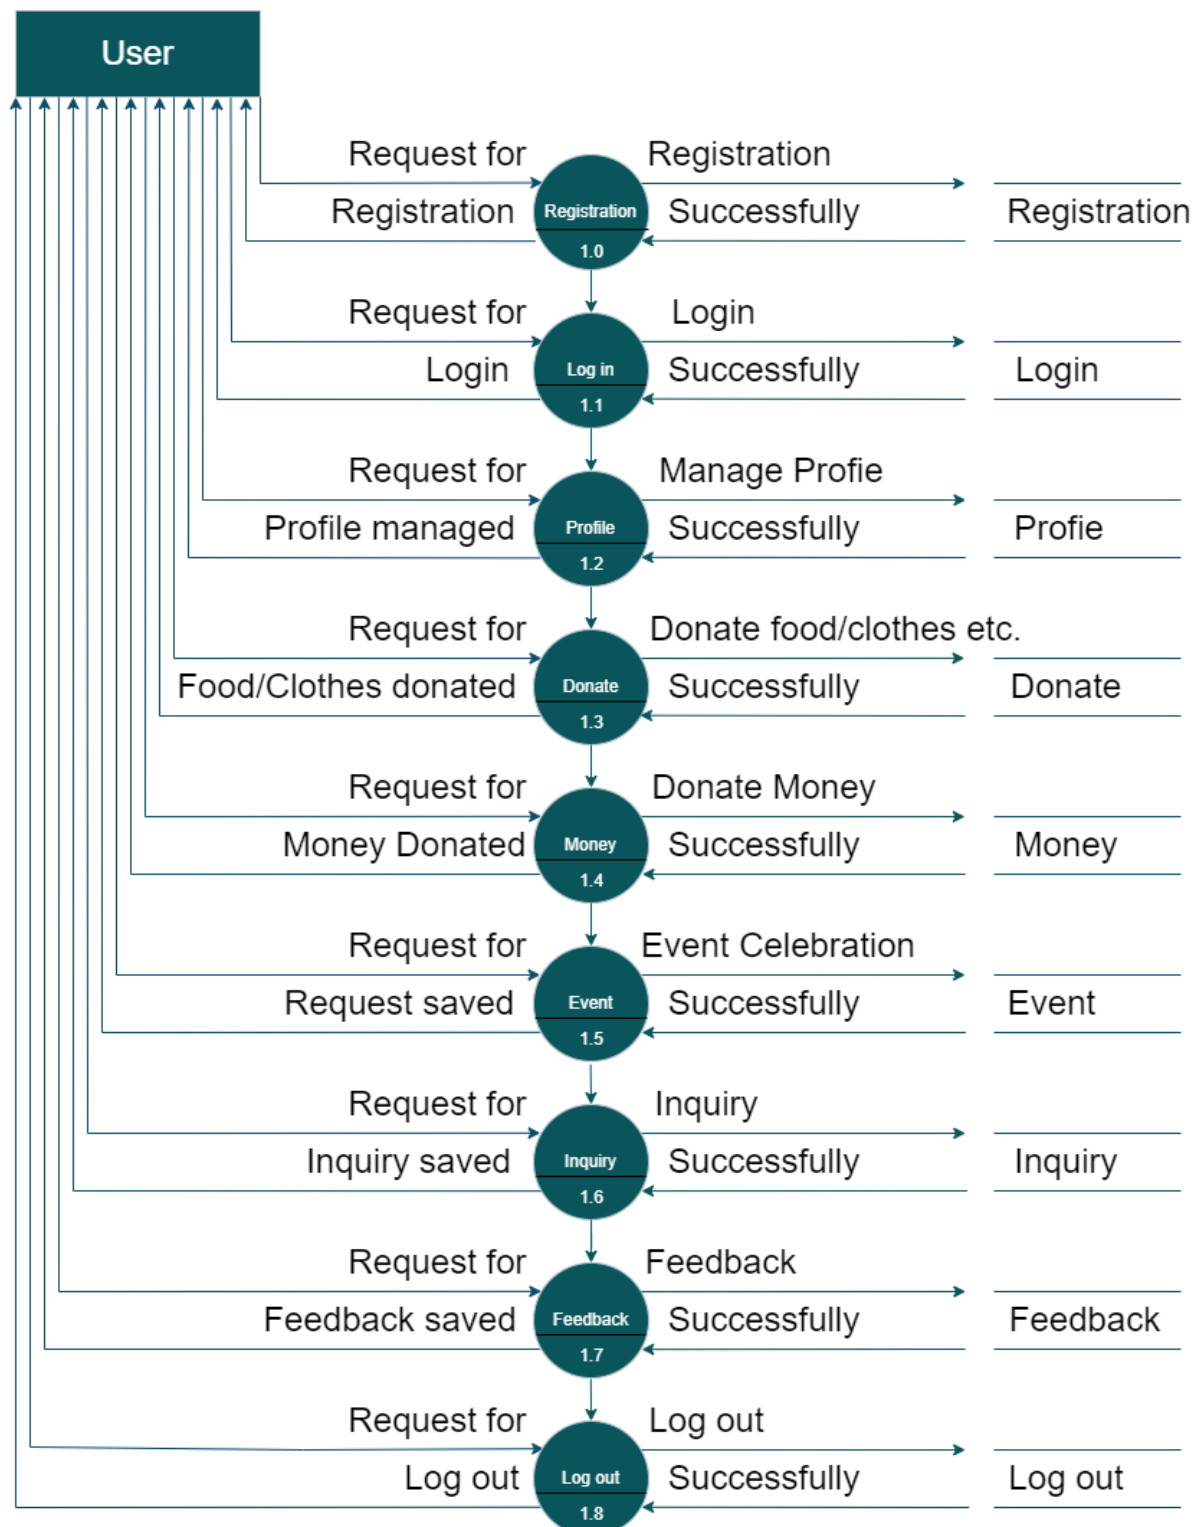 User
Request for Registration
Registration Registration Successfully Registration
1.0
Request for Login
Login Log in Successfully Login
1.1
Request for Manage Profie
Profile managed Profile Successfully Profie
1.2
Request for Donate food/clothes etc.
Food/Clothes donated Donate Successfully Donate
1.3
Request for Donate Money
Money Donated Money Successfully Money
1.4
Request for Event Celebration
Request saved Event Successfully Event
1.5
Request for Inquiry
Inquiry saved Inquiry Successfully Inquiry
1.6
Request for Feedback
Feedback saved Feedback Successfully Feedback
1.7
Request for Log out
Log out Log out Successfully Log out
1.8